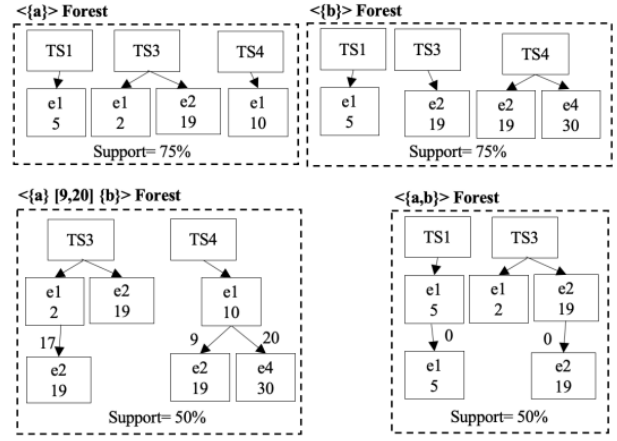 <{a}> Forest
TS1 TS3 TS4
e1 e1 e2 e1
5 2 19 10
Support= 75%
<{b}> Forest
TS1 TS3 TS4
e1 e2 e2 e4
5 19 19 30
Support= 75%
<{a} [9,20] {b}> Forest
TS3 TS4
e1 e2 e1
2 19 10
17 9 20
e2 e2 e4
19 19 30
Support= 50%
<{a,b}> Forest
TS1 TS3
e1 e1 e2
5 2 19
0 0
e1 e2
5 19
Support= 50%